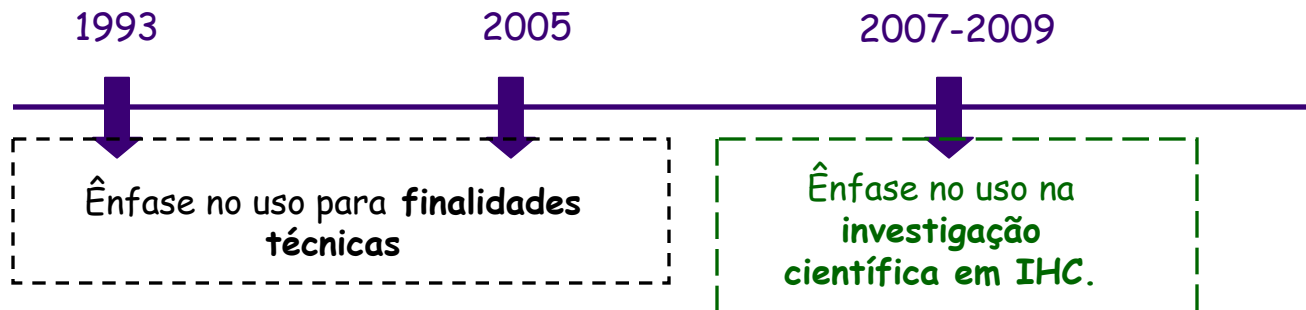 1993
2005
2007-2009
Ênfase no uso para finalidades
técnicas
Ênfase no uso na
investigação
científica em IHC.